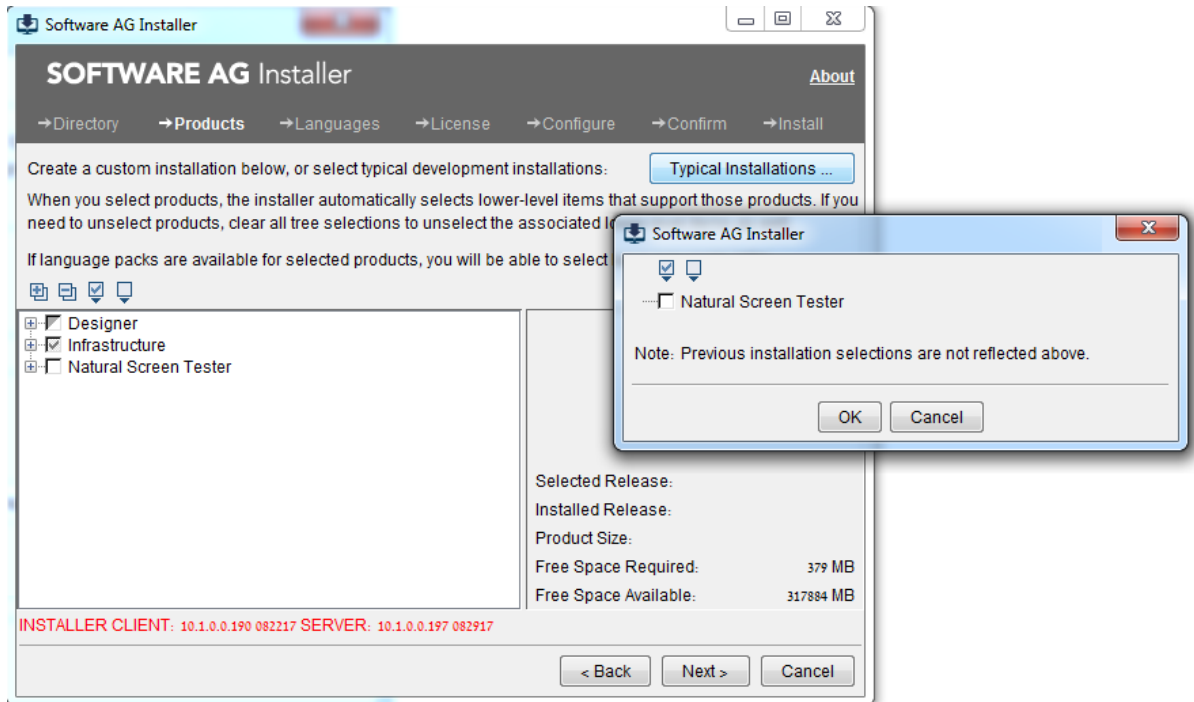 Software AG Installer
SOFTWARE AG Installer
About
→Directory →Products →Languages →License →Configure →Confirm →Install
Create a custom installation below, or select typical development installations:
Typical Installations ...
When you select products, the installer automatically selects lower-level items that support those products. If you
need to unselect products, clear all tree selections to unselect the associated
If language packs are available for selected products, you will be able to select
Designer
Infrastructure
Natural Screen Tester
Selected Release:
Installed Release:
Product Size:
Free Space Required: 379 MB
Free Space Available: 317884 MB
INSTALLER CLIENT: 10.1.0.0.190 082217 SERVER: 10.1.0.0.197 082917
< Back Next > Cancel
Software AG Installer
Natural Screen Tester
Note: Previous installation selections are not reflected above.
OK Cancel